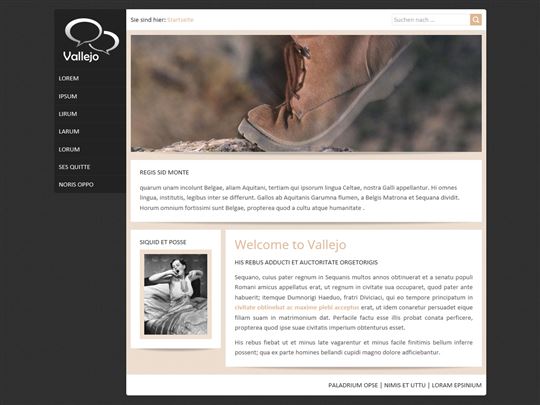 Sie sind hier: Startseite
Suchen nach ...
Vallejo
LOREM
IPSUM
LIRUM
LARUM
LORUM
SES QUITTE
NORIS OPPO
REGIS SID MONTE
quarum unam incolunt Belgae, aliam Aquitani, tertiam qui ipsorum lingua Celtae, nostra Galli appellantur. Hi omnes
lingua, institutis, legibus inter se differunt. Gallos ab Aquitanis Garumna flumen, a Belgis Matrona et Sequana dividit.
Horum omnium fortissimi sunt Belgae, propterea quod a cultu atque humanitate .
SIQUID ET POSSE
Welcome to Vallejo
HIS REBUS ADDUCTI ET AUCTORITATE ORGETORIGIS
Sequano, cuius pater regnum in Sequanis multos annos obtinuerat et a senatu populi
Romani amicus appellatus erat, ut regnum in civitate sua occuparet, quod pater ante
habuerit; itemque Dumnorigi Haeduo, fratri Diviciaci, qui eo tempore principatum in
civitate obtinebat ac maxime plebi acceptus erat, ut idem conaretur persuadet eique
filiam suam in matrimonium dat. Perfacile factu esse illis probat conata perficere,
propterea quod ipse suae civitatis imperium obtenturus esset.
His rebus fiebat ut et minus late vagarentur et minus facile finitimis bellum inferre
possent; qua ex parte homines bellandi cupidi magno dolore adficiebantur.
PALADRIUM OPSE | NIMIS ET UTTU | LORAM EPSINIUM